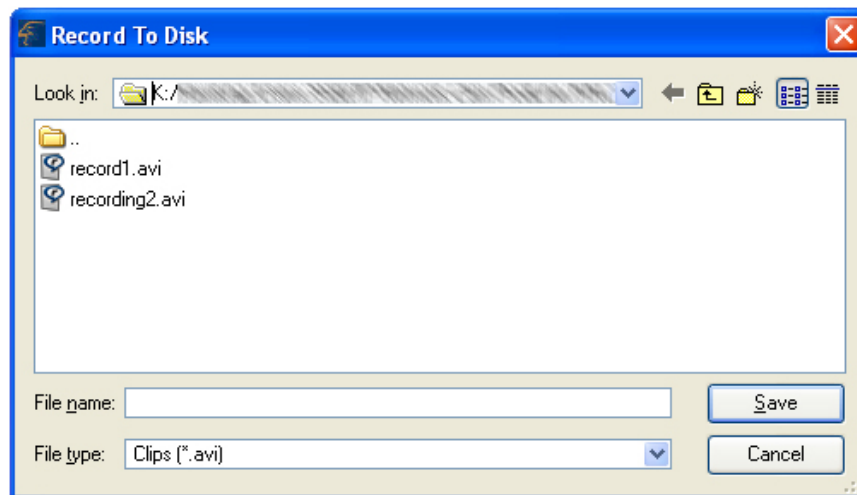 Record To Disk
Look in: K:/
..
record1.avi
recording2.avi
File name:
Save
File type: Clips (*.avi)
Cancel